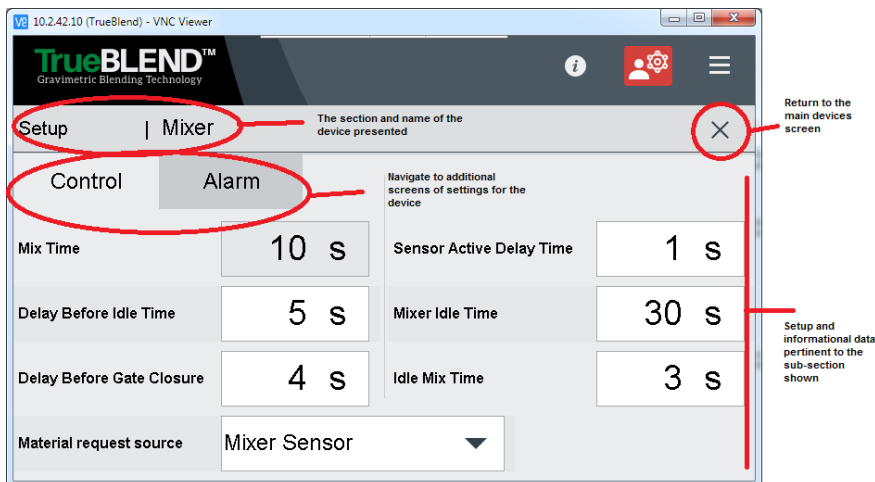 10.2.42.10 (TrueBlend) - VNC Viewer
TrueBLEND™
Gravimetric Blending Technology
Setup | Mixer
The section and name of the
device presented
Return to the
main devices
screen
Control Alarm
Navigate to additional
screens of settings for the
device
Mix Time 10 s
Sensor Active Delay Time 1 s
Delay Before Idle Time 5 s
Mixer Idle Time 30 s
Setup and
informational data
pertinent to the
sub-section
shown
Delay Before Gate Closure 4 s
Idle Mix Time 3 s
Material request source Mixer Sensor